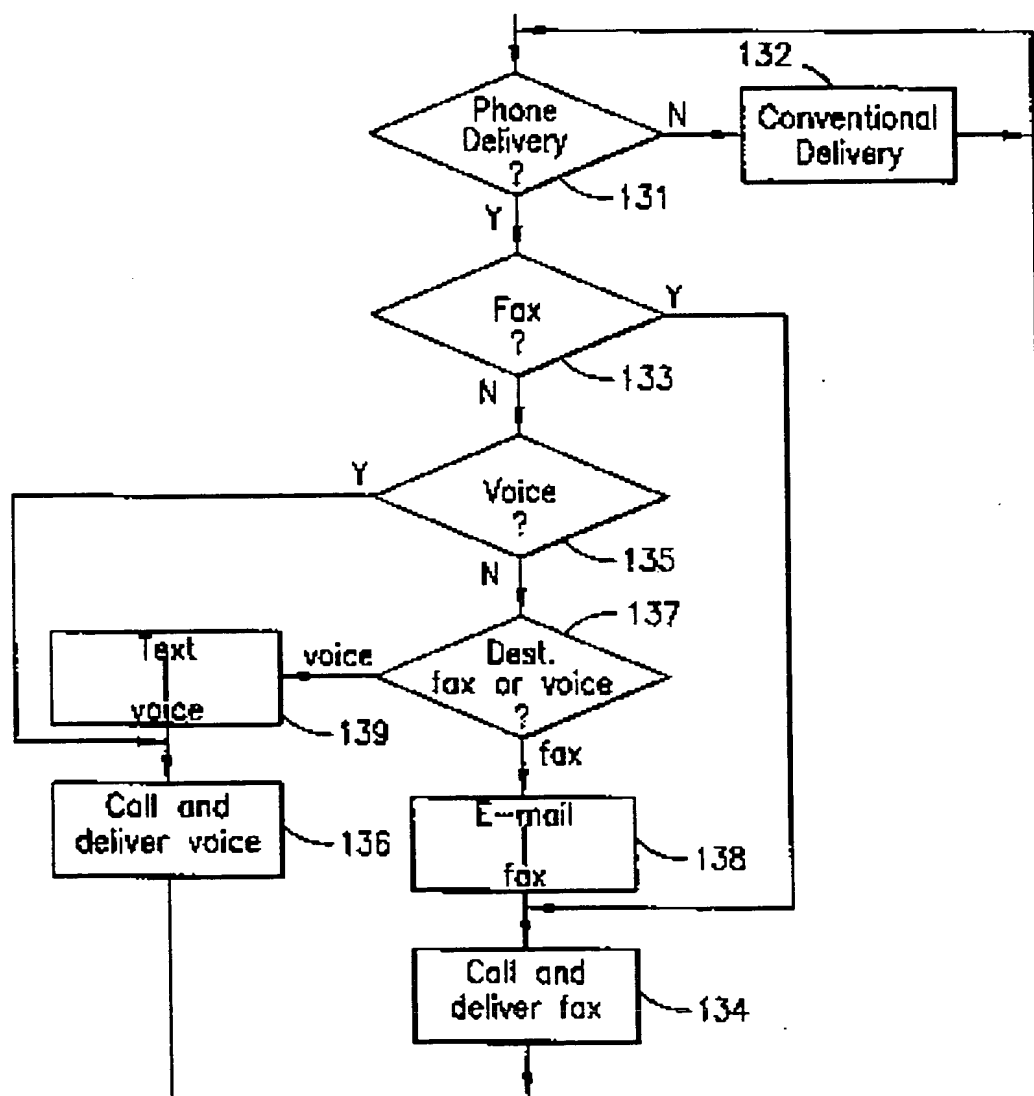 132
Phone
Delivery
?
N
Conventional
Delivery
131
Y
Fax
?
Y
133
N
Y
Voice
?
135
N
137
Text
voice
139
voice
Dest.
fax or voice
?
fax
Call and
deliver voice
136
E-mail
fax
138
Call and
deliver fax
134